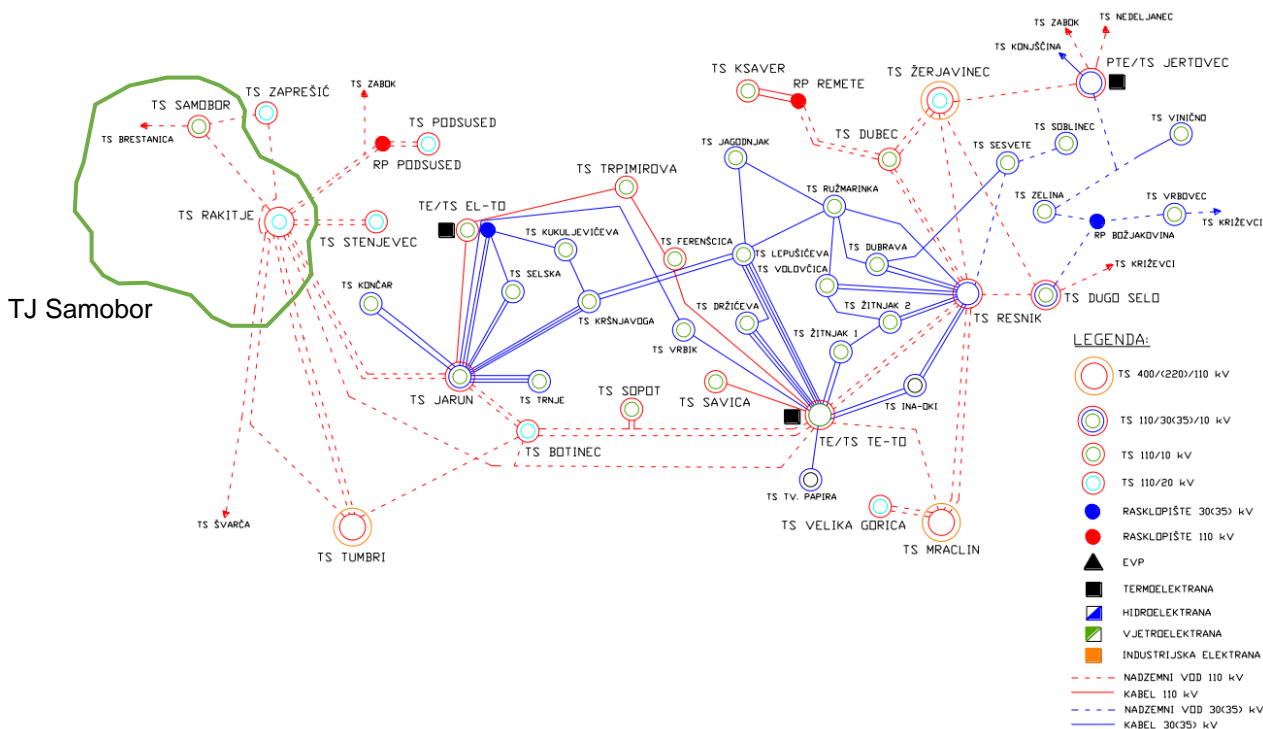 TS ZABOK
TS NEDELJANEC
TS KONJŠČINA
PTE/TS JERTOVEC
TS KSAVER
TS ŽERJAVINEC
RP REMETE
TS ZABOK
TS ZAPREŠIĆ
TS SAMOBOR
TS BRESTANICA
TS PODSUSED
RP PODSUSED
TS DUBEC
TS SOBLINEC
TS VINIČNO
TS SESVETE
TS JAGODNJAK
TS TRPIMIROVA
TS RUŽMARINKA
TS ZELINA
TS VRBOVEC
TS KRIŽEVCI
RP BOŽJAKOVINA
TS RAKITJE
TE/TS EL-TO
TS STENJEVEC
TS KUKULJEVIĆEVA
TS FERENŠCICA
TS LEPUŠIĆEVA
TS DUBRAVA
TS VOLOVČICA
TS KRIŽEVCI
TS KONČAR
TS SELSKA
TS KRŠNJAVOGA
TS DRŽIĆEVA
TS ŽITNJAK 2
TS DUGO SELO
TS RESNIK
TJ Samobor
TS VRBIK
TS ŽITNJAK 1
TS JARUN
TS TRNJE
TS SOPOT
TS SAVICA
TS INA-OKI
TS BOTINEC
TE/TS TE-TO
TS TV. PAPIRA
TS ŠVARČA
TS TUMBRI
TS VELIKA GORICA
TS MRACLIN
LEGENDA:
TS 400/(220)/110 kV
TS 110/30(35)/10 kV
TS 110/10 kV
TS 110/20 kV
RASKLOPIŠTE 30(35) kV
RASKLOPIŠTE 110 kV
EVP
TERMOELEKTRANA
HIDROELEKTRANA
VJETROELEKTRANA
INDUSTRIJSKA ELEKTRANA
NADZEMNI VOD 110 kV
KABEL 110 kV
NADZEMNI VOD 30(35) kV
KABEL 30(35) kV